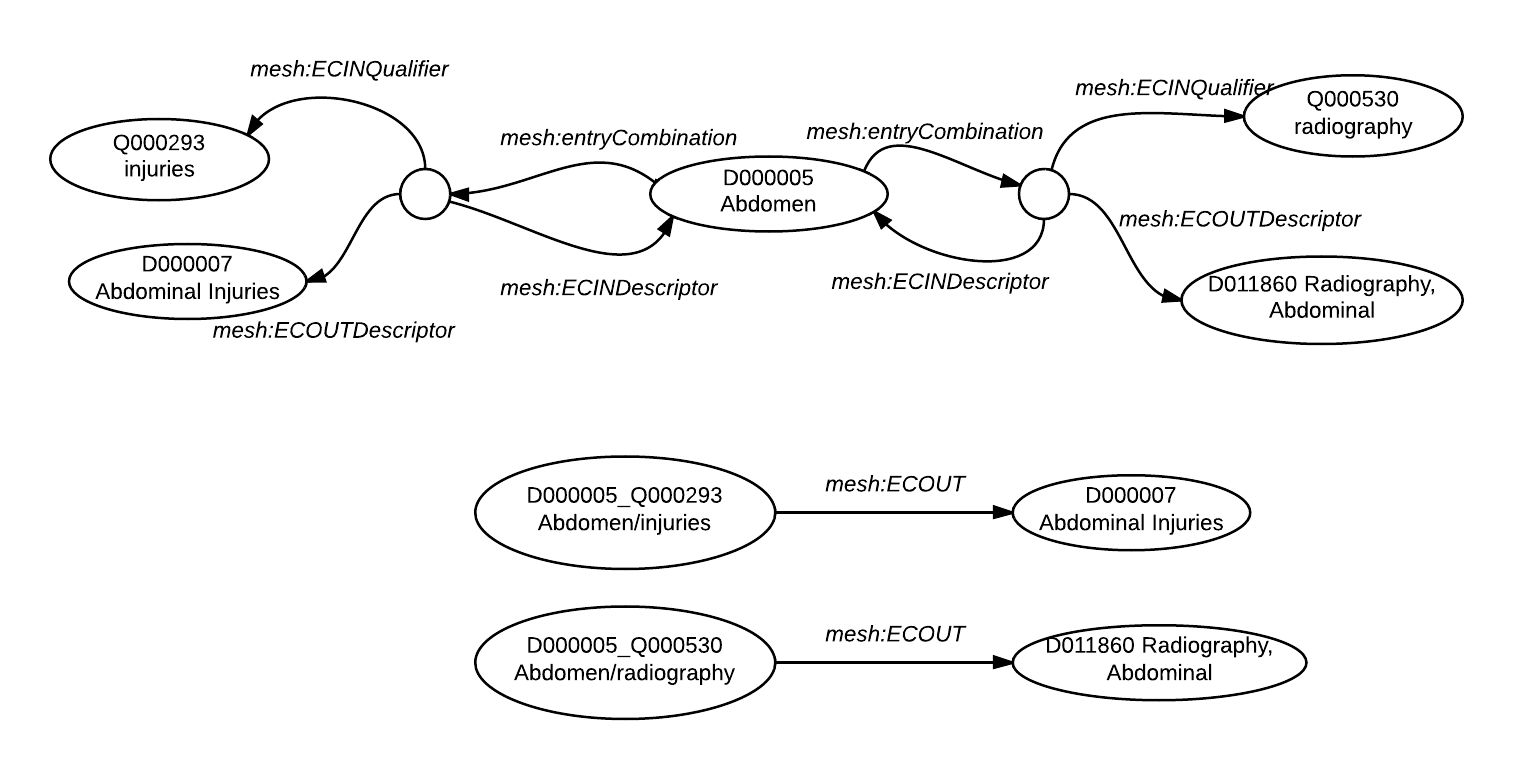 mesh:ECINQualifier
mesh:ECINQualifier
Q000530
radiography
mesh:entryCombination
mesh:entryCombination
Q000293
injuries
D000005
Abdomen
mesh:ECOUTDescriptor
D000007
Abdominal Injuries
mesh:ECINDescriptor
mesh:ECINDescriptor
D011860 Radiography,
Abdominal
mesh:ECOUTDescriptor
D000005_Q000293
Abdomen/injuries
mesh:ECOUT
D000007
Abdominal Injuries
D000005_Q000530
Abdomen/radiography
mesh:ECOUT
D011860 Radiography,
Abdominal